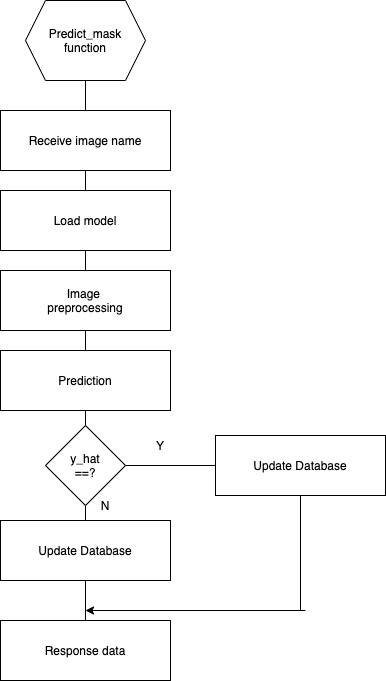 Predict_mask
function
Receive image name
Load model
Image
preprocessing
Prediction
y_hat
==?
Y
Update Database
N
Update Database
Response data